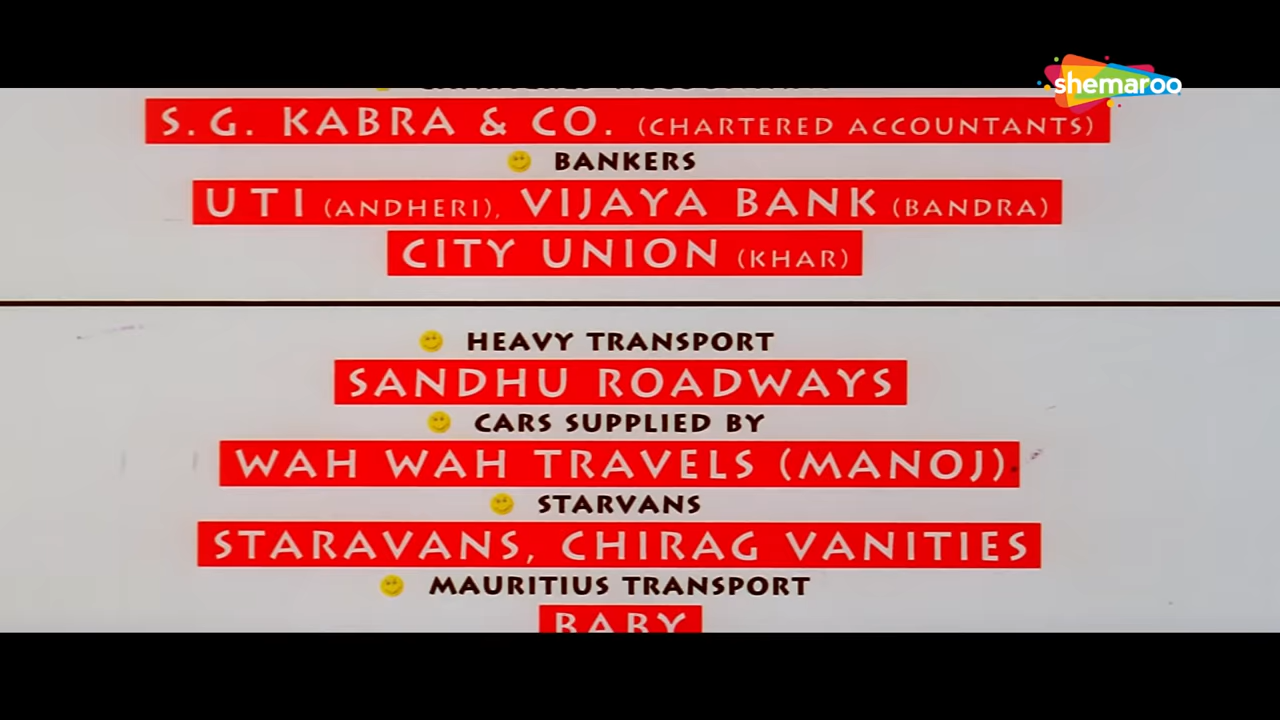 shemaroo
S. G. KABRA & CO. (CHARTERED ACCOUNTANTS)
BANKERS
UTI (ANDHERI), VIJAYA BANK (BANDRA)
CITY UNION (KHAR)
HEAVY TRANSPORT
SANDHU ROADWAYS
CARS SUPPLIED BY
WAH WAH TRAVELS (MANOJ)
STARVANS
STARAVANS, CHIRAG VANITIES
MAURITIUS TRANSPORT
BABY